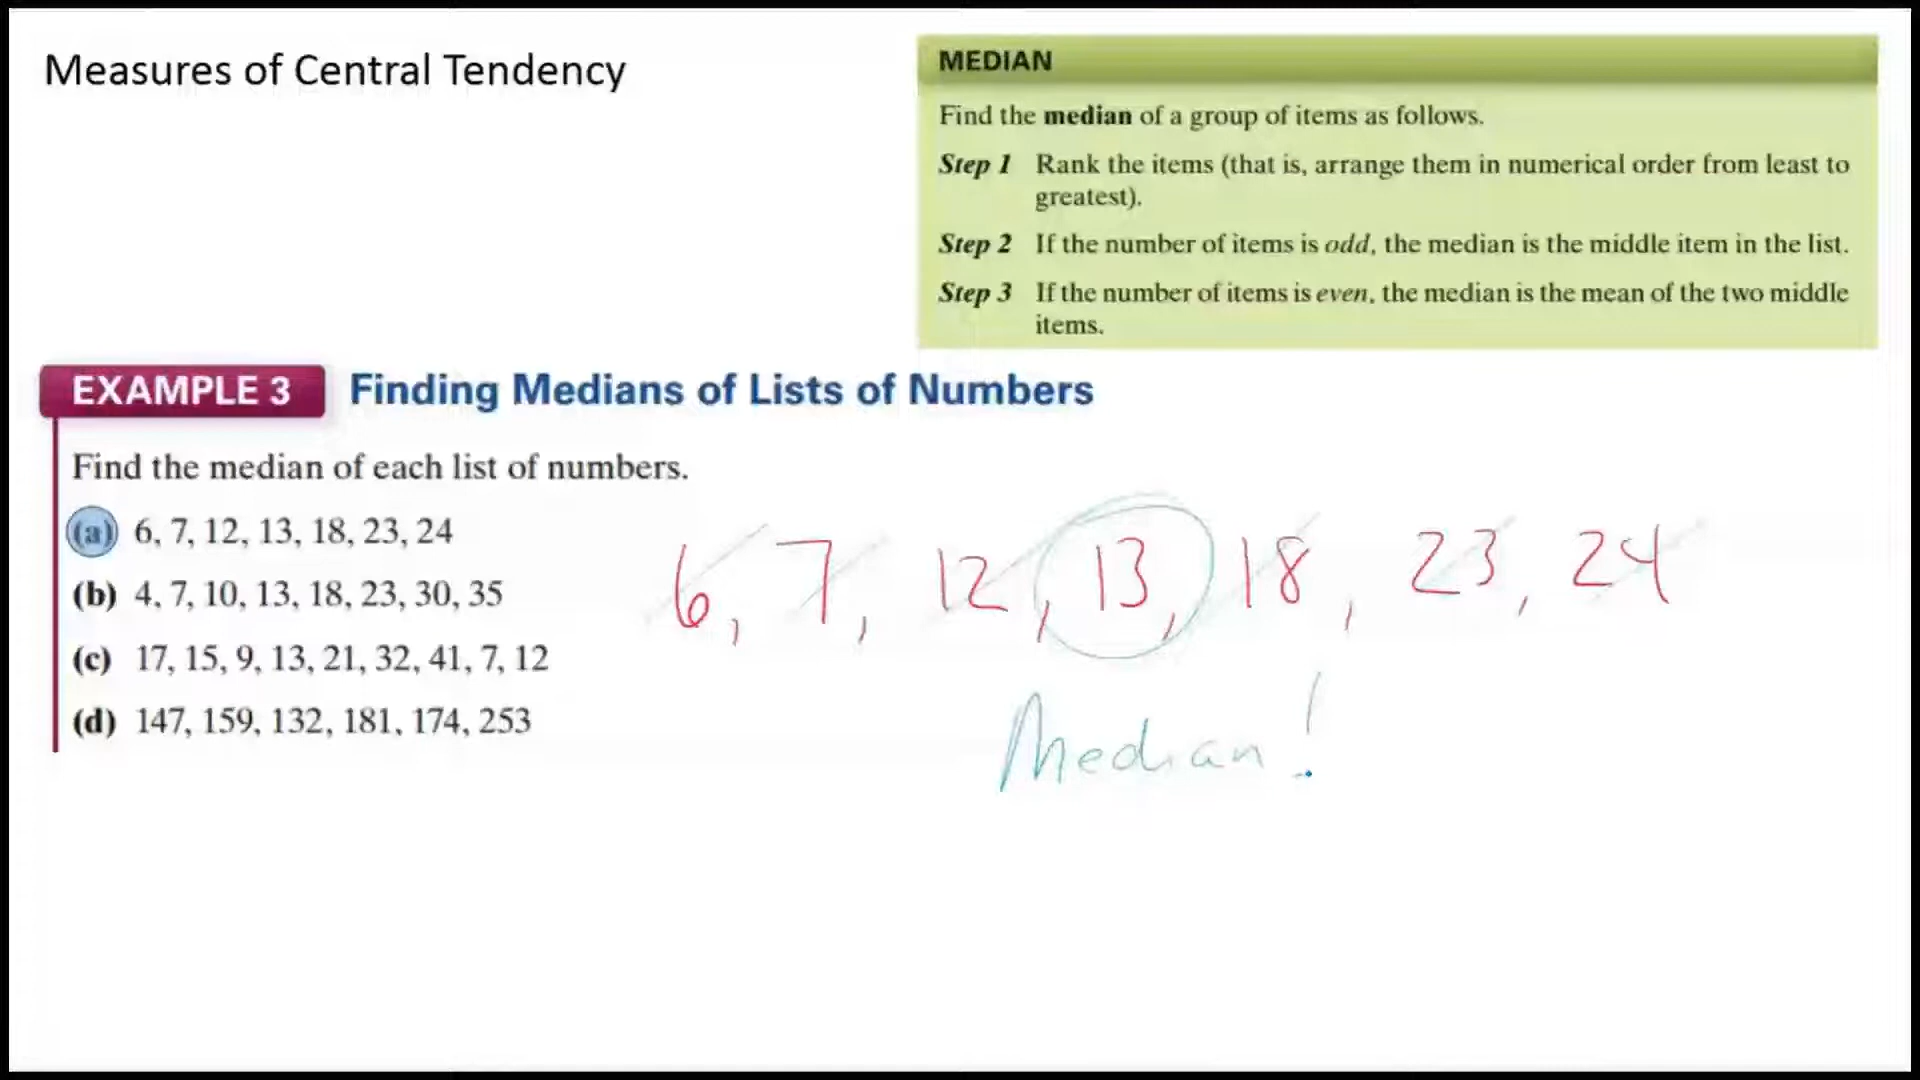 Measures of Central Tendency
MEDIAN
Find the median of a group of items as follows.
Step 1 Rank the items (that is, arrange them in numerical order from least to
greatest).
Step 2 If the number of items is odd, the median is the middle item in the list.
Step 3 If the number of items is even, the median is the mean of the two middle
items.
EXAMPLE 3 Finding Medians of Lists of Numbers
Find the median of each list of numbers.
(a) 6, 7, 12, 13, 18, 23, 24
(b) 4, 7, 10, 13, 18, 23, 30, 35
(c) 17, 15, 9, 13, 21, 32, 41, 7, 12
(d) 147, 159, 132, 181, 174, 253
6, 7, 12, 13, 18, 23, 24
Median!